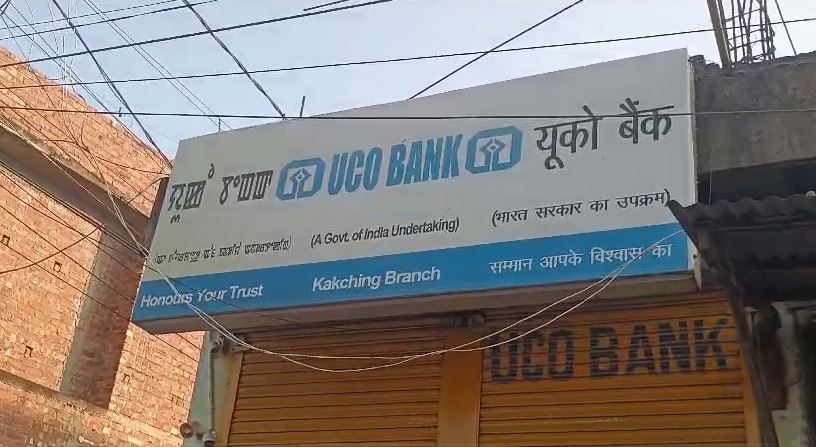 UCO BANK यूको बैंक
(A Govt. of India Undertaking) (भारत सरकार का उपक्रम)
Honours Your Trust Kakching Branch सम्मान आपके विश्वास का
UCO BANK